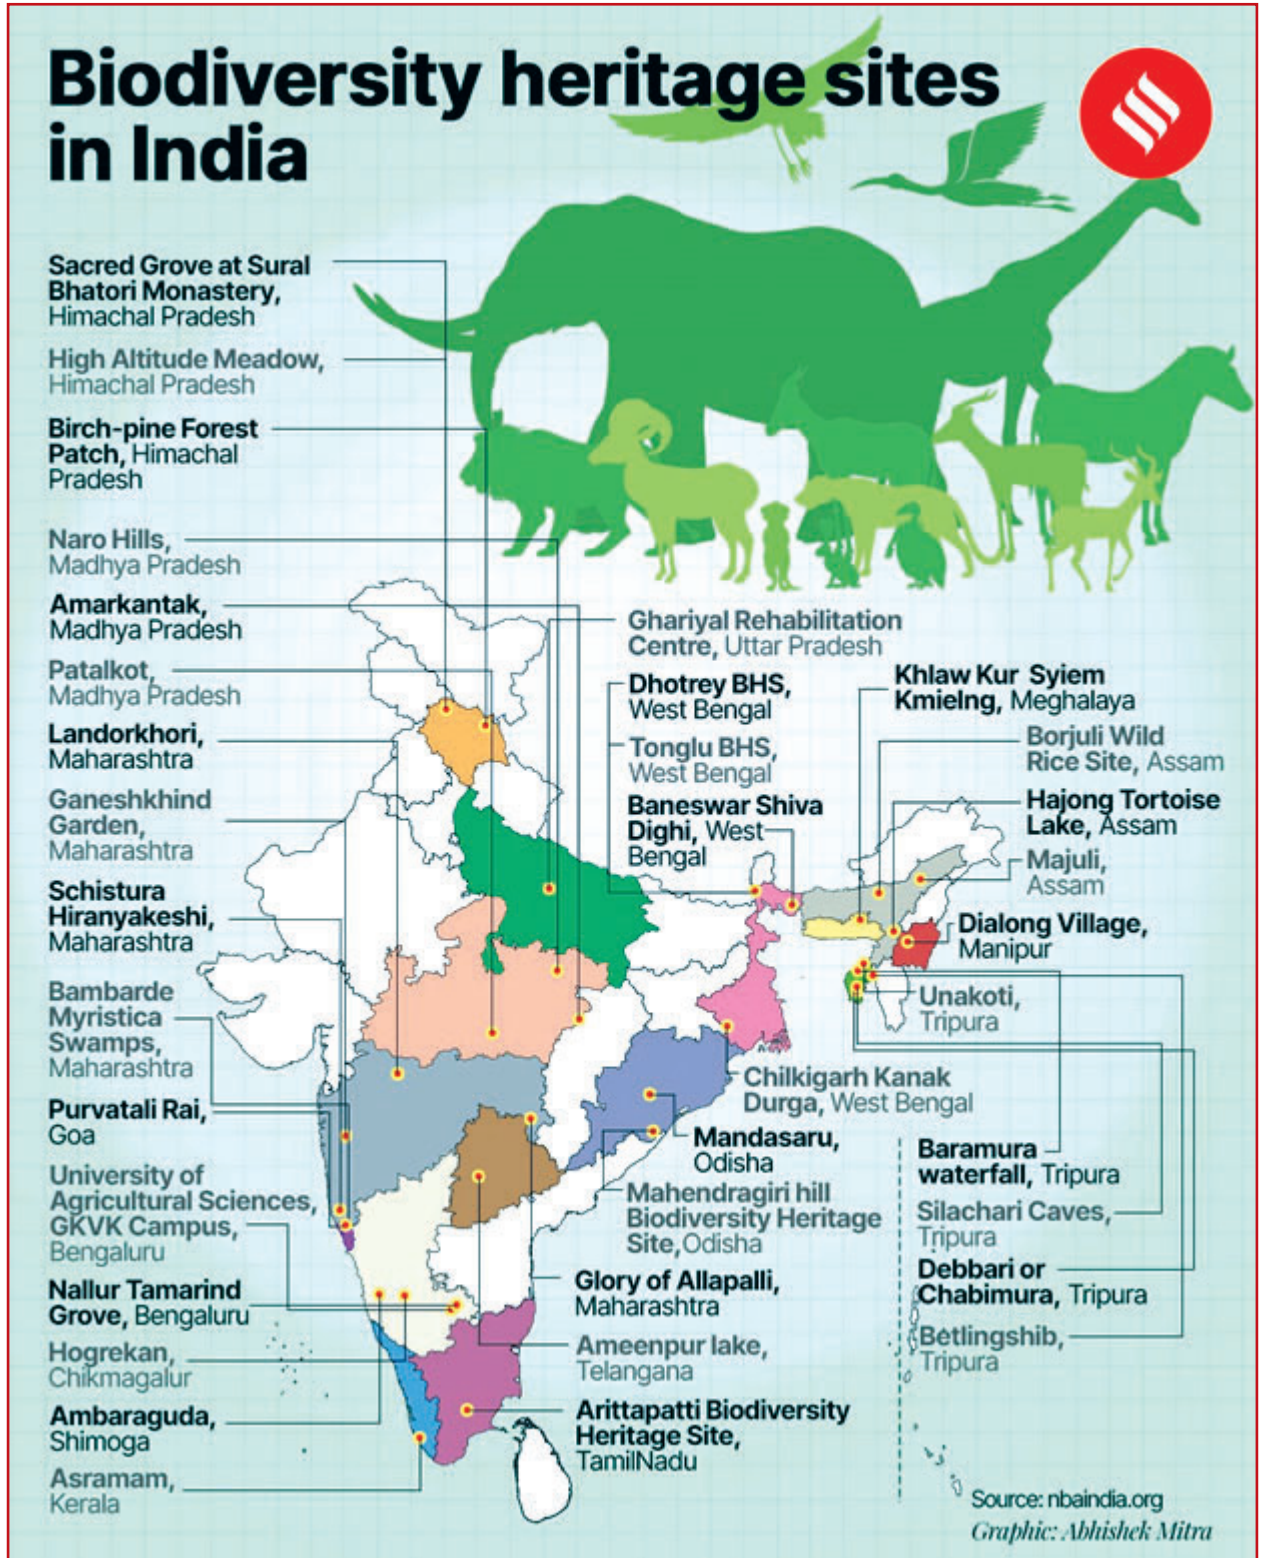 Biodiversity heritage sites
in India
Sacred Grove at Sural
Bhatori Monastery,
Himachal Pradesh
High Altitude Meadow,
Himachal Pradesh
Birch-pine Forest
Patch, Himachal
Pradesh
Naro Hills,
Madhya Pradesh
Amarkantak,
Madhya Pradesh
Patalkot,
Madhya Pradesh
Landorkhori,
Maharashtra
Ganeshkhind
Garden,
Maharashtra
Schistura
Hiranyakeshi,
Maharashtra
Bambarde
Myristica
Swamps,
Maharashtra
Purvatali Rai,
Goa
University of
Agricultural Sciences,
GKVK Campus,
Bengaluru
Nallur Tamarind
Grove, Bengaluru
Hogrekan,
Chikmagalur
Ambaraguda,
Shimoga
Asramam,
Kerala
Ghariyal Rehabilitation
Centre, Uttar Pradesh
Dhotrey BHS,
West Bengal
Tonglu BHS,
West Bengal
Baneswar Shiva
Dighi, West
Bengal
Khlaw Kur Syiem
Kmielng, Meghalaya
Borjuli Wild
Rice Site, Assam
Hajong Tortoise
Lake, Assam
Majuli,
Assam
Dialong Village,
Manipur
Unakoti,
Tripura
Chilkigarh Kanak
Durga, West Bengal
Mandasaru,
Odisha
Mahendragiri hill
Biodiversity Heritage
Site,Odisha
Glory of Allapalli,
Maharashtra
Ameenpur lake,
Telangana
Arittapatti Biodiversity
Heritage Site,
TamilNadu
Baramura
waterfall, Tripura
Silachari Caves,
Tripura
Debbari or
Chabimura, Tripura
Betlingshib,
Tripura
Source: nbaindia.org
Graphic: Abhishek Mitra